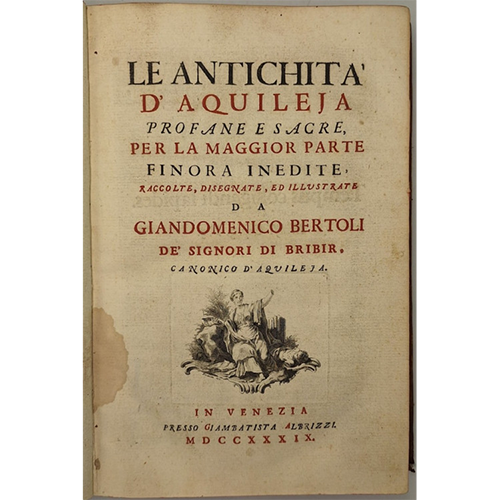 LE ANTICHITA'
D'AQUILEJA
PROFANE E SACRE,
PER LA MAGGIOR PARTE
FINORA INEDITE,
RACCOLTE, DISEGNATE, ED ILLUSTRATE
DA
GIANDOMENICO BERTOLI
DE' SIGNORI DI BRIBIR.
CANONICO D'AQUILEJA.
IN VENEZIA
PRESSO GIAMBATISTA ALBRIZZI.
MDCCXXXIX.